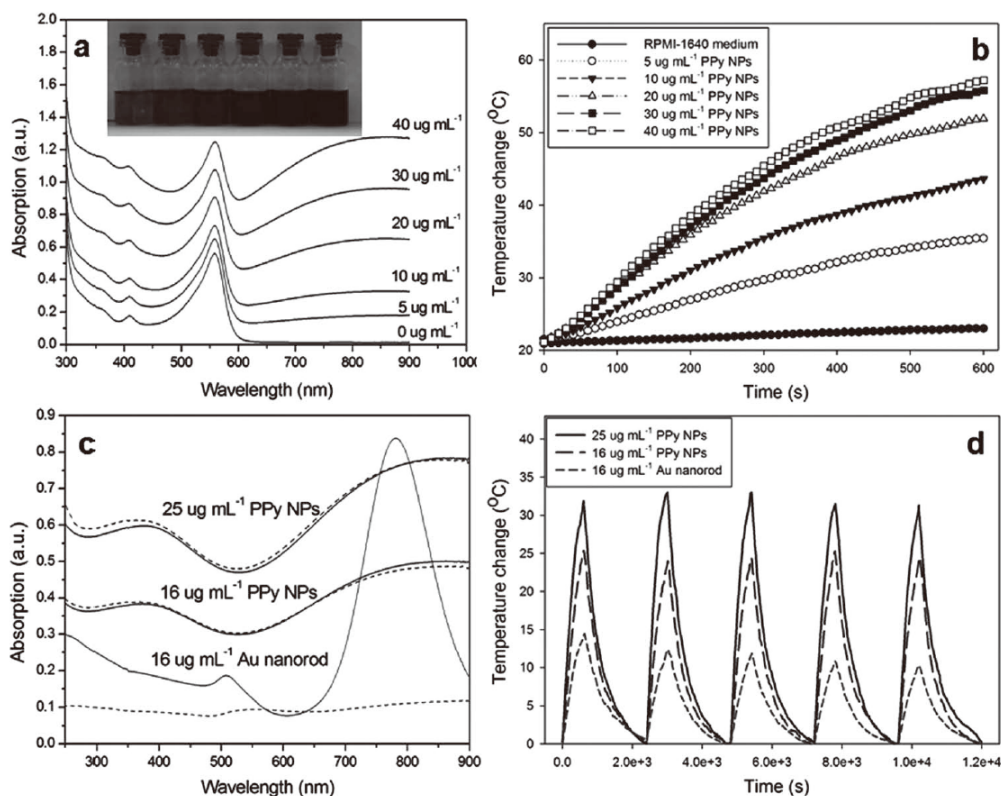 a
2.0
1.8
1.6
1.4
1.2
1.0
0.8
0.6
0.4
0.2
0.0
Absorption (a.u.)
40 ug mL⁻¹
30 ug mL⁻¹
20 ug mL⁻¹
10 ug mL⁻¹
5 ug mL⁻¹
0 ug mL⁻¹
300 400 500 600 700 800 900 1000
Wavelength (nm)
b
RPMI-1640 medium
5 ug mL⁻¹ PPy NPs
10 ug mL⁻¹ PPy NPs
20 ug mL⁻¹ PPy NPs
30 ug mL⁻¹ PPy NPs
40 ug mL⁻¹ PPy NPs
Temperature change (ºC)
60
50
40
30
20
0 100 200 300 400 500 600
Time (s)
c
0.9
0.8
0.7
0.6
0.5
0.4
0.3
0.2
0.1
0.0
Absorption (a.u.)
25 ug mL⁻¹ PPy NPs
16 ug mL⁻¹ PPy NPs
16 ug mL⁻¹ Au nanorod
300 400 500 600 700 800 900
Wavelength (nm)
d
25 ug mL⁻¹ PPy NPs
16 ug mL⁻¹ PPy NPs
16 ug mL⁻¹ Au nanorod
Temperature change (ºC)
40
35
30
25
20
15
10
5
0
0.0 2.0e+3 4.0e+3 6.0e+3 8.0e+3 1.0e+4 1.2e+4
Time (s)